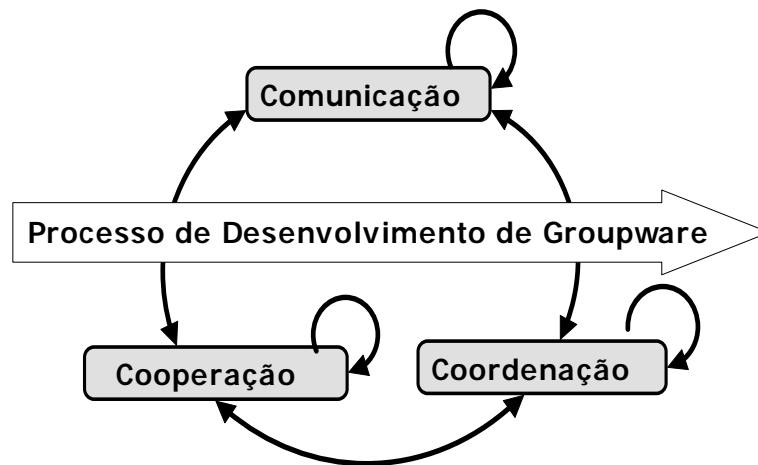 Comunicação
Processo de Desenvolvimento de Groupware
Cooperação
Coordenação